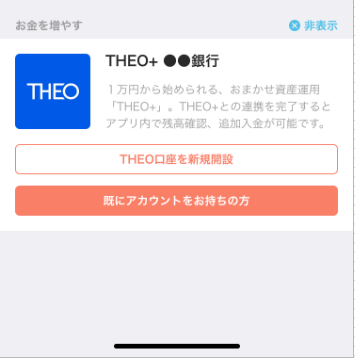 お金を増やす
非表示
THEO
THEO+ ●●銀行
１万円から始められる、おまかせ資産運用
「THEO+」。THEO+との連携を完了すると
アプリ内で残高確認、追加入金が可能です。
THEO口座を新規開設
既にアカウントをお持ちの方